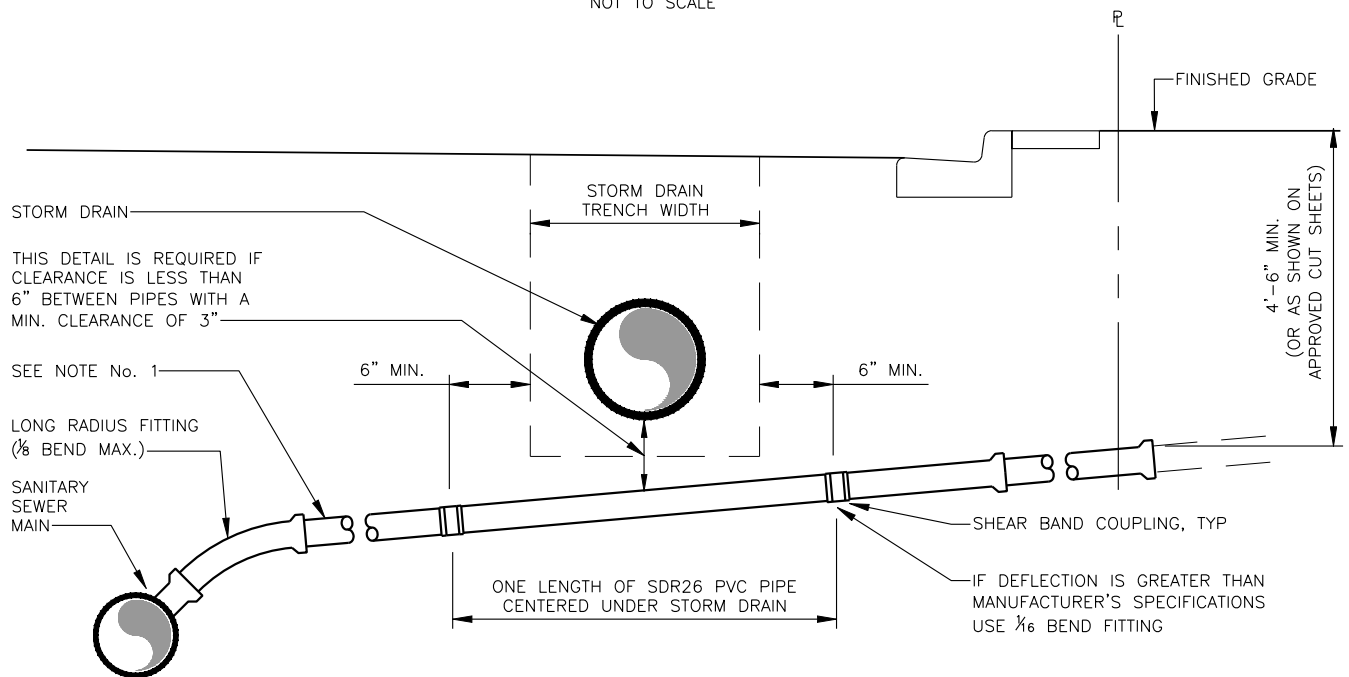 NOT TO SCALE
℄
FINISHED GRADE
STORM DRAIN
TRENCH WIDTH
STORM DRAIN
THIS DETAIL IS REQUIRED IF
CLEARANCE IS LESS THAN
6" BETWEEN PIPES WITH A
MIN. CLEARANCE OF 3"
4'-6" MIN.
(OR AS SHOWN ON
APPROVED CUT SHEETS)
6" MIN.
6" MIN.
SEE NOTE No. 1
LONG RADIUS FITTING
(⅛ BEND MAX.)
SANITARY
SEWER
MAIN
SHEAR BAND COUPLING, TYP
ONE LENGTH OF SDR26 PVC PIPE
CENTERED UNDER STORM DRAIN
IF DEFLECTION IS GREATER THAN
MANUFACTURER'S SPECIFICATIONS
USE 1/16 BEND FITTING